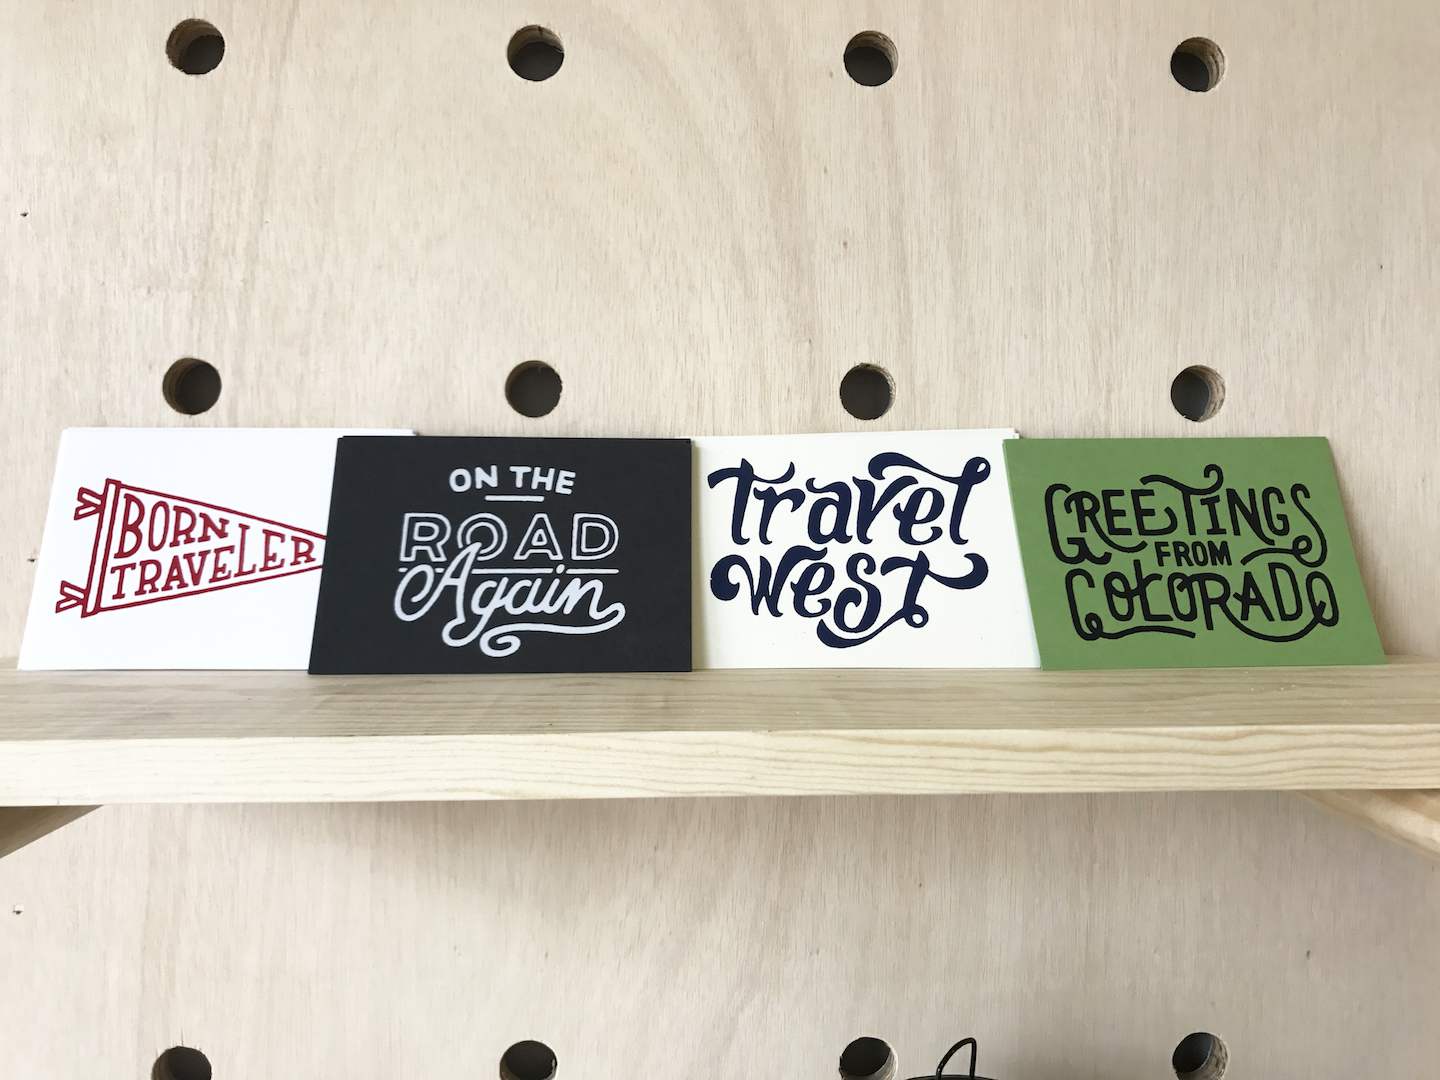 BORN
TRAVELER
ON THE
ROAD
Again
travel
west
GREETINGS
FROM
COLORADO